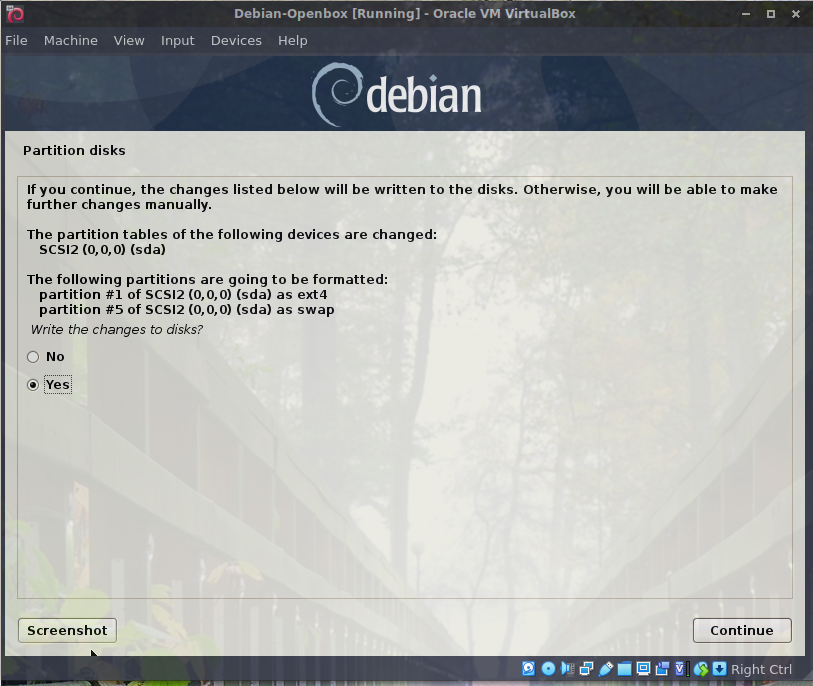 Debian-Openbox [Running] - Oracle VM VirtualBox
File Machine View Input Devices Help
debian
Partition disks
If you continue, the changes listed below will be written to the disks. Otherwise, you will be able to make
further changes manually.
The partition tables of the following devices are changed:
SCSI2 (0,0,0) (sda)
The following partitions are going to be formatted:
partition #1 of SCSI2 (0,0,0) (sda) as ext4
partition #5 of SCSI2 (0,0,0) (sda) as swap
Write the changes to disks?
No
Yes
Screenshot Continue
Right Ctrl